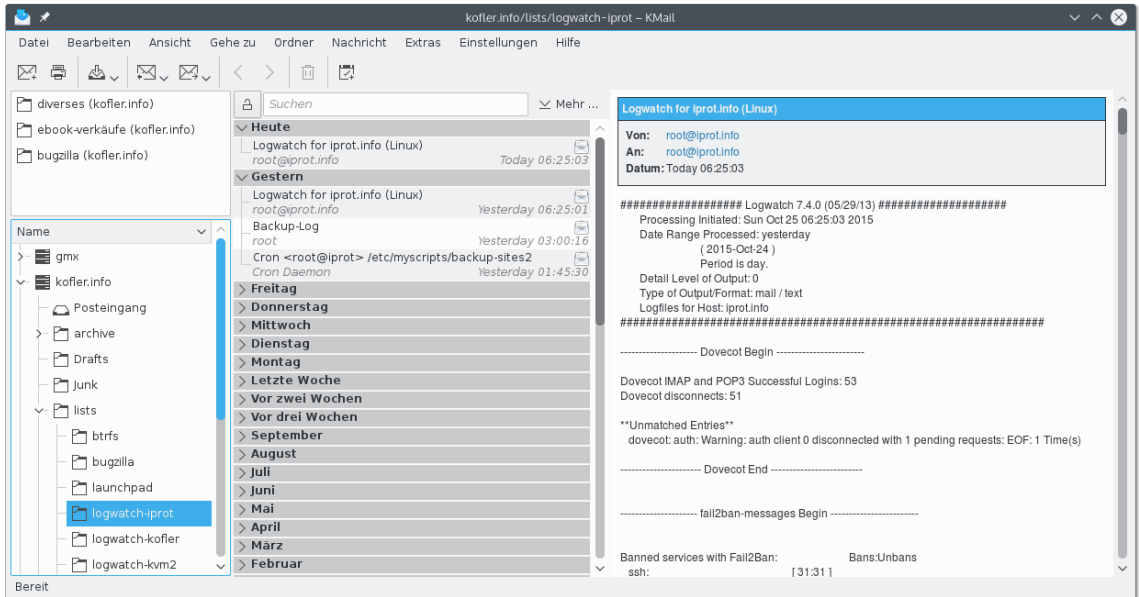 kofler.info/lists/logwatch-iprot – KMail
Datei Bearbeiten Ansicht Gehe zu Ordner Nachricht Extras Einstellungen Hilfe
diverses (kofler.info)
ebook-verkäufe (kofler.info)
bugzilla (kofler.info)
Name
gmx
kofler.info
Posteingang
archive
Drafts
Junk
lists
btrfs
bugzilla
launchpad
logwatch-iprot
logwatch-kofler
logwatch-kvm2
Suchen
Mehr ...
Heute
Logwatch for iprot.info (Linux)
root@iprot.info Today 06:25:03
Gestern
Logwatch for iprot.info (Linux)
root@iprot.info Yesterday 06:25:01
Backup-Log
root Yesterday 03:00:16
Cron <root@iprot> /etc/myscripts/backup-sites2
Cron Daemon Yesterday 01:45:30
Freitag
Donnerstag
Mittwoch
Dienstag
Montag
Letzte Woche
Vor zwei Wochen
Vor drei Wochen
September
August
Juli
Juni
Mai
April
März
Februar
Logwatch for iprot.info (Linux)
Von: root@iprot.info
An: root@iprot.info
Datum: Today 06:25:03
################### Logwatch 7.4.0 (05/29/13) ####################
Processing Initiated: Sun Oct 25 06:25:03 2015
Date Range Processed: yesterday
( 2015-Oct-24 )
Period is day.
Detail Level of Output: 0
Type of Output/Format: mail / text
Logfiles for Host: iprot.info
##################################################################
--------------------- Dovecot Begin ------------------------
Dovecot IMAP and POP3 Successful Logins: 53
Dovecot disconnects: 51
**Unmatched Entries**
dovecot: auth: Warning: auth client 0 disconnected with 1 pending requests: EOF: 1 Time(s)
---------------------- Dovecot End -------------------------
--------------------- fail2ban-messages Begin ------------------------
Banned services with Fail2Ban: Bans:Unbans
ssh: [ 31:31 ]
Bereit